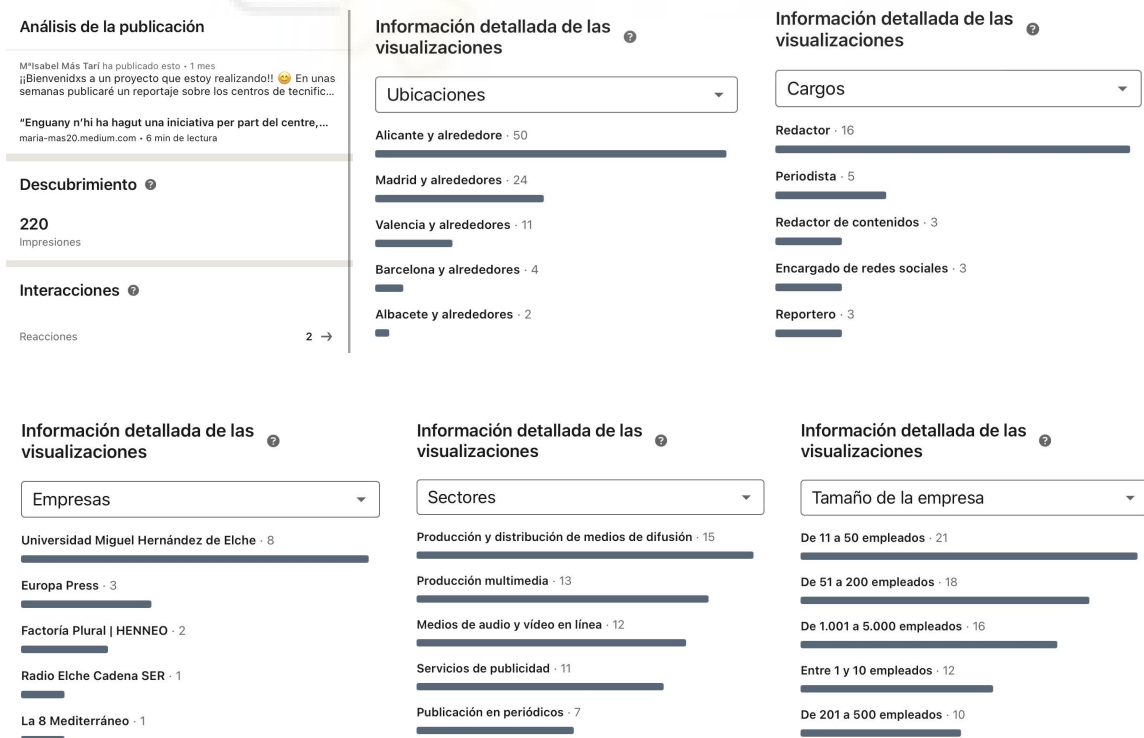 Análisis de la publicación
MªIsabel Más Tarí ha publicado esto • 1 mes
¡¡Bienvenidxs a un proyecto que estoy realizando!! 😊 En unas
semanas publicaré un reportaje sobre los centros de tecnific...
"Enguany n'hi ha hagut una iniciativa per part del centre,...
maria-mas20.medium.com • 6 min de lectura
Descubrimiento ?
220
Impresiones
Interacciones ?
Reacciones 2 →
Información detallada de las
visualizaciones ?
Ubicaciones
Alicante y alrededore · 50
Madrid y alrededores · 24
Valencia y alrededores · 11
Barcelona y alrededores · 4
Albacete y alrededores · 2
Información detallada de las
visualizaciones ?
Cargos
Redactor · 16
Periodista · 5
Redactor de contenidos · 3
Encargado de redes sociales · 3
Reportero · 3
Información detallada de las
visualizaciones ?
Empresas
Universidad Miguel Hernández de Elche · 8
Europa Press · 3
Factoría Plural | HENNEO · 2
Radio Elche Cadena SER · 1
La 8 Mediterráneo · 1
Información detallada de las
visualizaciones ?
Sectores
Producción y distribución de medios de difusión · 15
Producción multimedia · 13
Medios de audio y vídeo en línea · 12
Servicios de publicidad · 11
Publicación en periódicos · 7
Información detallada de las
visualizaciones ?
Tamaño de la empresa
De 11 a 50 empleados · 21
De 51 a 200 empleados · 18
De 1.001 a 5.000 empleados · 16
Entre 1 y 10 empleados · 12
De 201 a 500 empleados · 10